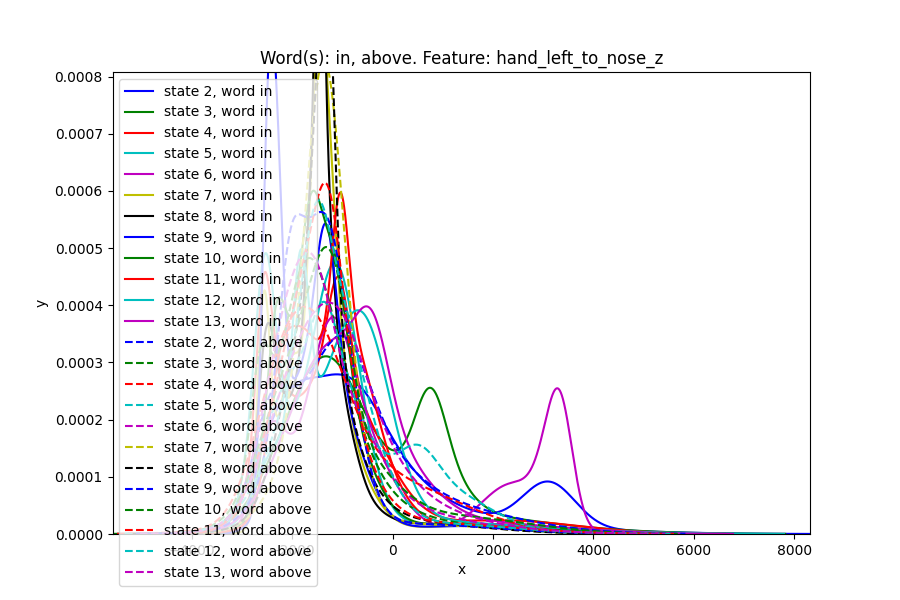 Word(s): in, above. Feature: hand_left_to_nose_z
0.0008
0.0007
0.0006
0.0005
0.0004
0.0003
0.0002
0.0001
0.0000
y
state 2, word in
state 3, word in
state 4, word in
state 5, word in
state 6, word in
state 7, word in
state 8, word in
state 9, word in
state 10, word in
state 11, word in
state 12, word in
state 13, word in
state 2, word above
state 3, word above
state 4, word above
state 5, word above
state 6, word above
state 7, word above
state 8, word above
state 9, word above
state 10, word above
state 11, word above
state 12, word above
state 13, word above
0 2000 4000 6000 8000
x